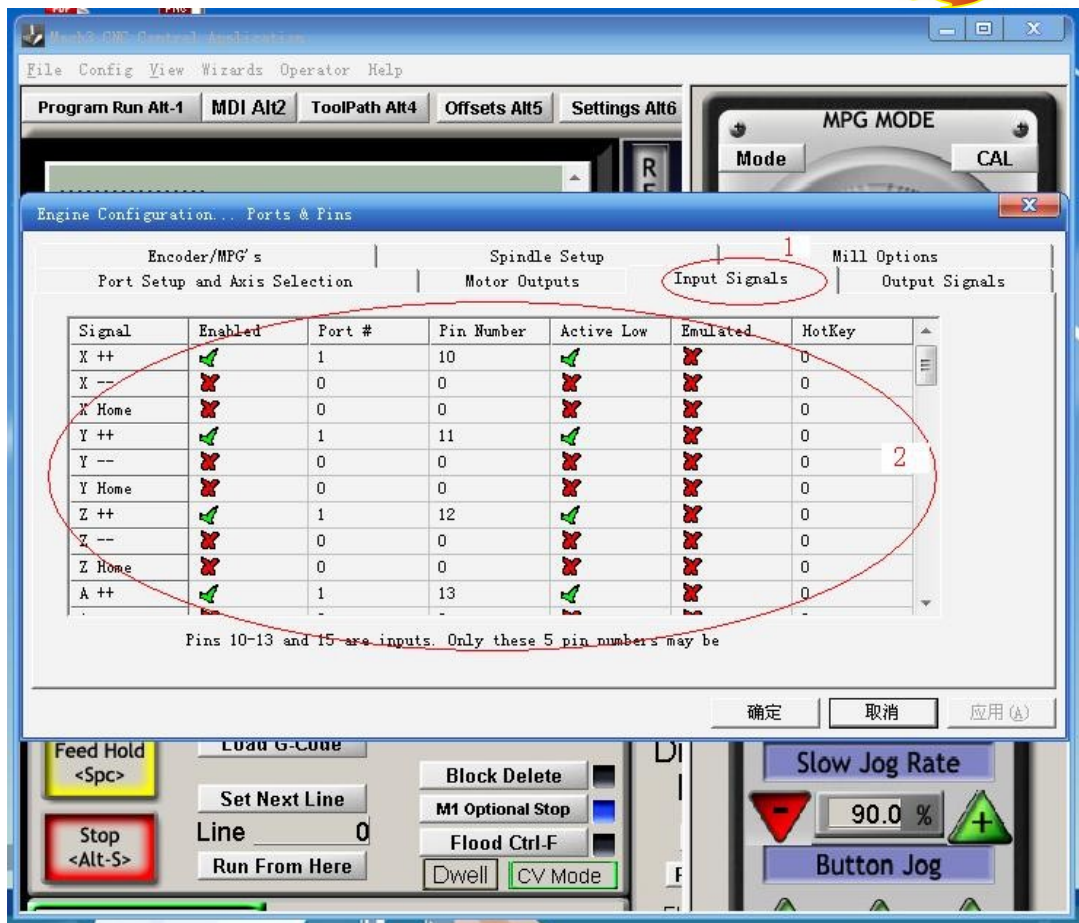 Mach3 CNC Control Application
File Config View Wizards Operator Help
Program Run Alt-1 MDI Alt2 ToolPath Alt4 Offsets Alt5 Settings Alt6
MPG MODE
Mode CAL
R
Engine Configuration... Ports & Pins
Encoder/MPG's Spindle Setup Mill Options
1
Port Setup and Axis Selection Motor Outputs Input Signals Output Signals
Signal Enabled Port # Pin Number Active Low Emulated HotKey
X ++ 1 10 0
X -- 0 0 0
X Home 0 0 0
Y ++ 1 11 0
Y -- 0 0 0
2
Y Home 0 0 0
Z ++ 1 12 0
Z -- 0 0 0
Z Home 0 0 0
A ++ 1 13 0
Pins 10-13 and 15 are inputs. Only these 5 pin numbers may be
确定 取消 应用(A)
Feed Hold
<Spc>
Load G-Code
Set Next Line
Line 0
Run From Here
Stop
<Alt-S>
Block Delete
M1 Optional Stop
Flood Ctrl-F
Dwell CV Mode
Slow Jog Rate
90.0 %
Button Jog